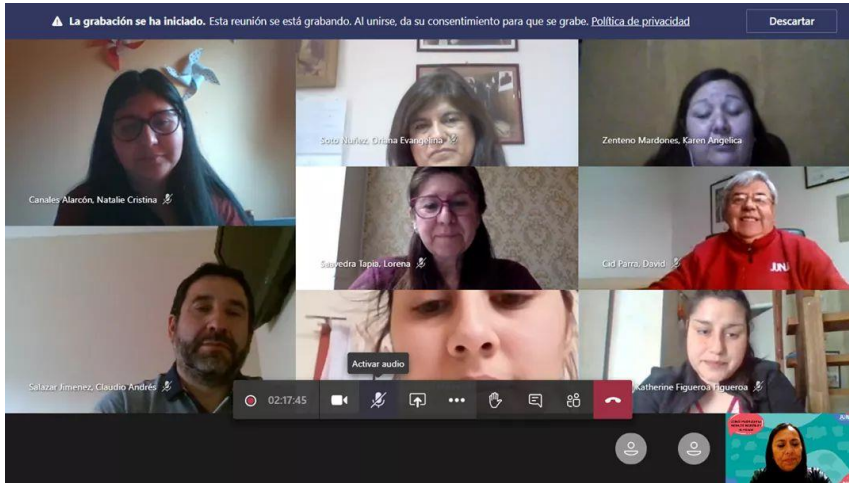 La grabación se ha iniciado. Esta reunión se está grabando. Al unirse, da su consentimiento para que se grabe. Política de privacidad
Descartar
Soto Nuñez, Oriana Evangelina
Zenteno Mardones, Karen Angelica
Canales Alarcón, Natalie Cristina
Saavedra Tapia, Lorena
Cid Parra, David
JUNJ
Activar audio
Salazar Jimenez, Claudio Andrés
Katherine Figueroa Figueroa
02:17:45